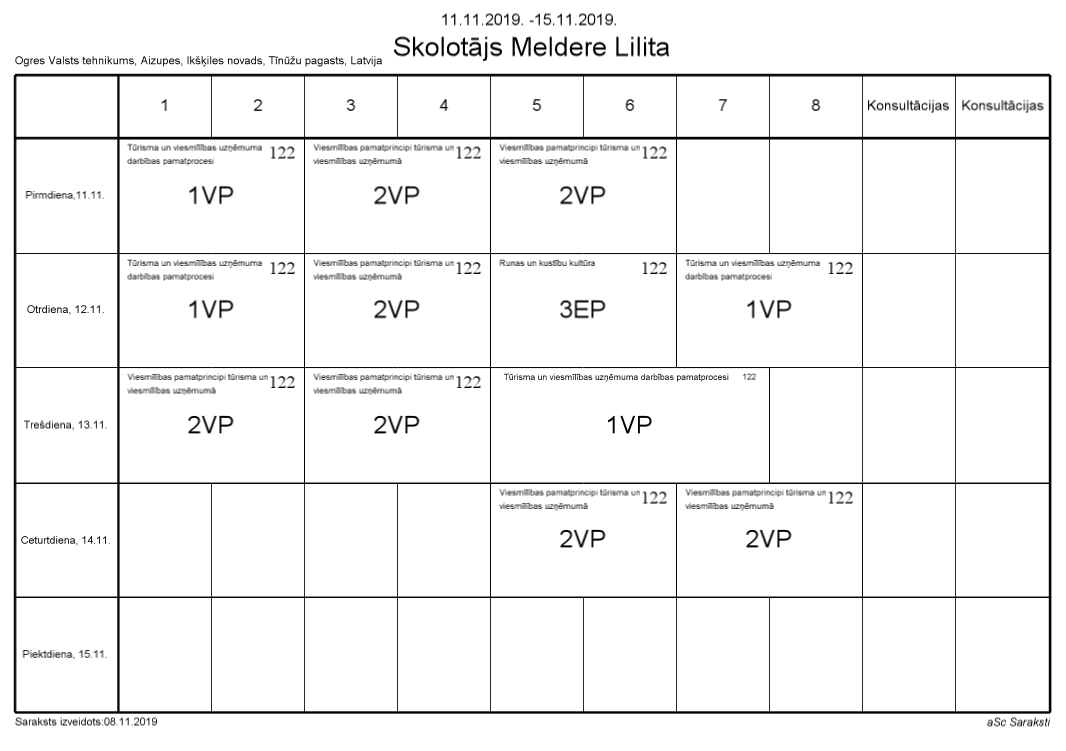 11.11.2019. -15.11.2019.
Skolotājs Meldere Lilita
Ogres Valsts tehnikums, Aizupes, Ikšķiles novads, Tīnūžu pagasts, Latvija
1 2 3 4 5 6 7 8 Konsultācijas Konsultācijas
Pirmdiena,11.11.
Tūrisma un viesmīlības uzņēmuma
darbības pamatprocesi
122
1VP
Viesmīlības pamatprincipi tūrisma un
viesmīlības uzņēmumā
122
2VP
Viesmīlības pamatprincipi tūrisma un
viesmīlības uzņēmumā
122
2VP
Otrdiena, 12.11.
Tūrisma un viesmīlības uzņēmuma
darbības pamatprocesi
122
1VP
Viesmīlības pamatprincipi tūrisma un
viesmīlības uzņēmumā
122
2VP
Runas un kustību kultūra
122
3EP
Tūrisma un viesmīlības uzņēmuma
darbības pamatprocesi
122
1VP
Trešdiena, 13.11.
Viesmīlības pamatprincipi tūrisma un
viesmīlības uzņēmumā
122
2VP
Viesmīlības pamatprincipi tūrisma un
viesmīlības uzņēmumā
122
2VP
Tūrisma un viesmīlības uzņēmuma darbības pamatprocesi 122
1VP
Ceturtdiena, 14.11.
Viesmīlības pamatprincipi tūrisma un
viesmīlības uzņēmumā
122
2VP
Viesmīlības pamatprincipi tūrisma un
viesmīlības uzņēmumā
122
2VP
Piektdiena, 15.11.
Saraksts izveidots:08.11.2019
aSc Saraksti